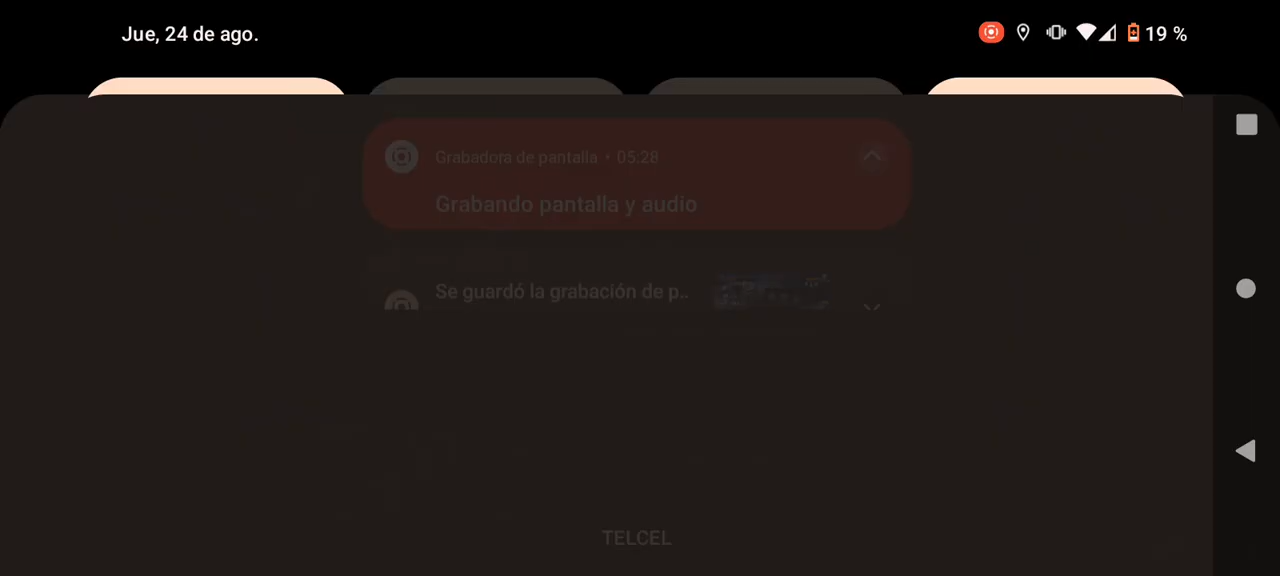 Jue, 24 de ago.
19 %
Grabadora de pantalla • 05:28
Grabando pantalla y audio
Se guardó la grabación de p..
TELCEL